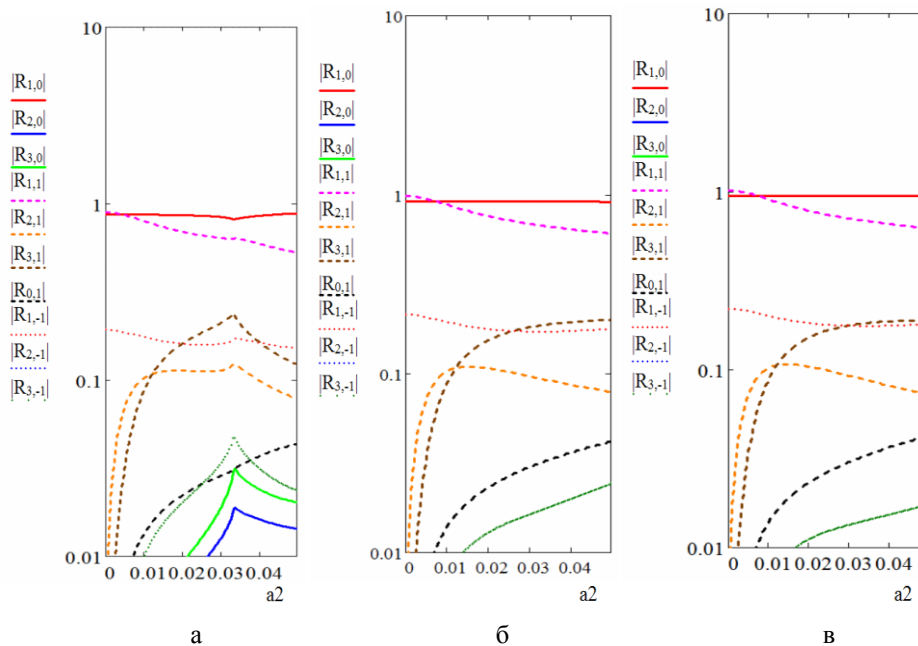 10
1
0.1
0.01
|R1,0|
|R2,0|
|R3,0|
|R1,1|
|R2,1|
|R3,1|
|R0,1|
|R1,-1|
|R2,-1|
|R3,-1|
0 0.01 0.02 0.03 0.04
a2
а
10
1
0.1
0.01
|R1,0|
|R2,0|
|R3,0|
|R1,1|
|R2,1|
|R3,1|
|R0,1|
|R1,-1|
|R2,-1|
|R3,-1|
0 0.01 0.02 0.03 0.04
a2
б
10
1
0.1
0.01
|R1,0|
|R2,0|
|R3,0|
|R1,1|
|R2,1|
|R3,1|
|R0,1|
|R1,-1|
|R2,-1|
|R3,-1|
0 0.01 0.02 0.03 0.04
a2
в